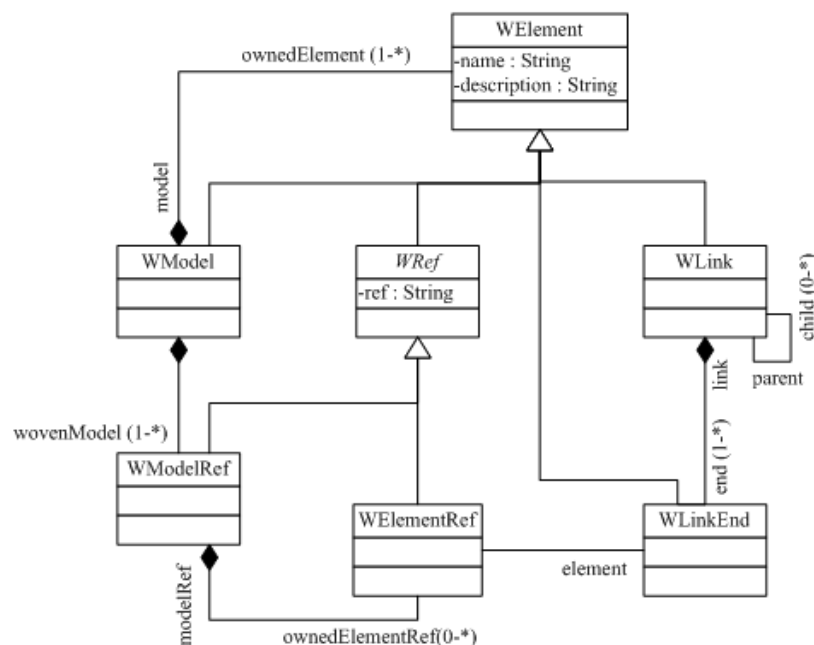 WElement
ownedElement (1-*)
-name : String
-description : String
model
WModel
WRef
WLink
-ref : String
child (0-*)
link
parent
wovenModel (1-*)
end (1-*)
WModelRef
WElementRef
WLinkEnd
element
modelRef
ownedElementRef(0-*)